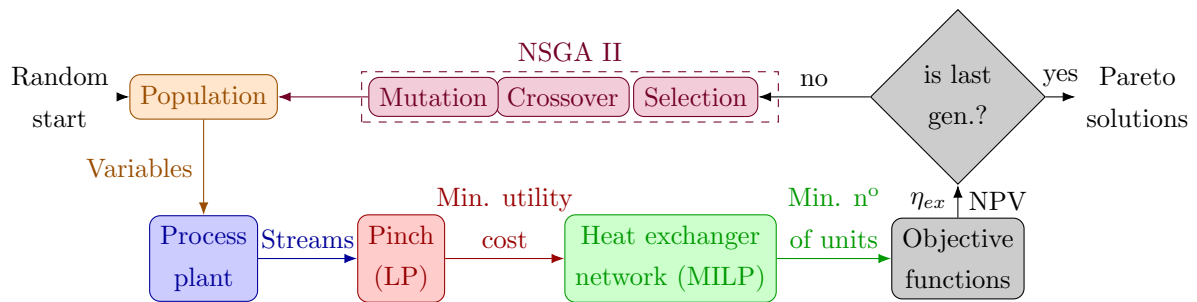 NSGA II
Random
start
Population
Mutation
Crossover
Selection
no
is last
gen.?
yes
Pareto
solutions
Variables
Process
plant
Streams
Pinch
(LP)
Min. utility
cost
Heat exchanger
network (MILP)
Min. nº
of units
η_ex NPV
Objective
functions